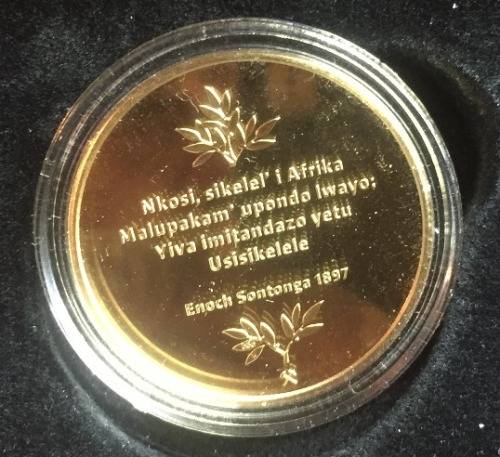 Nkosi, sikelel' i Afrika
Malupakam' upondo lwayo;
Yiva imitandazo yetu
Usisikelele
Enoch Sontonga 1897